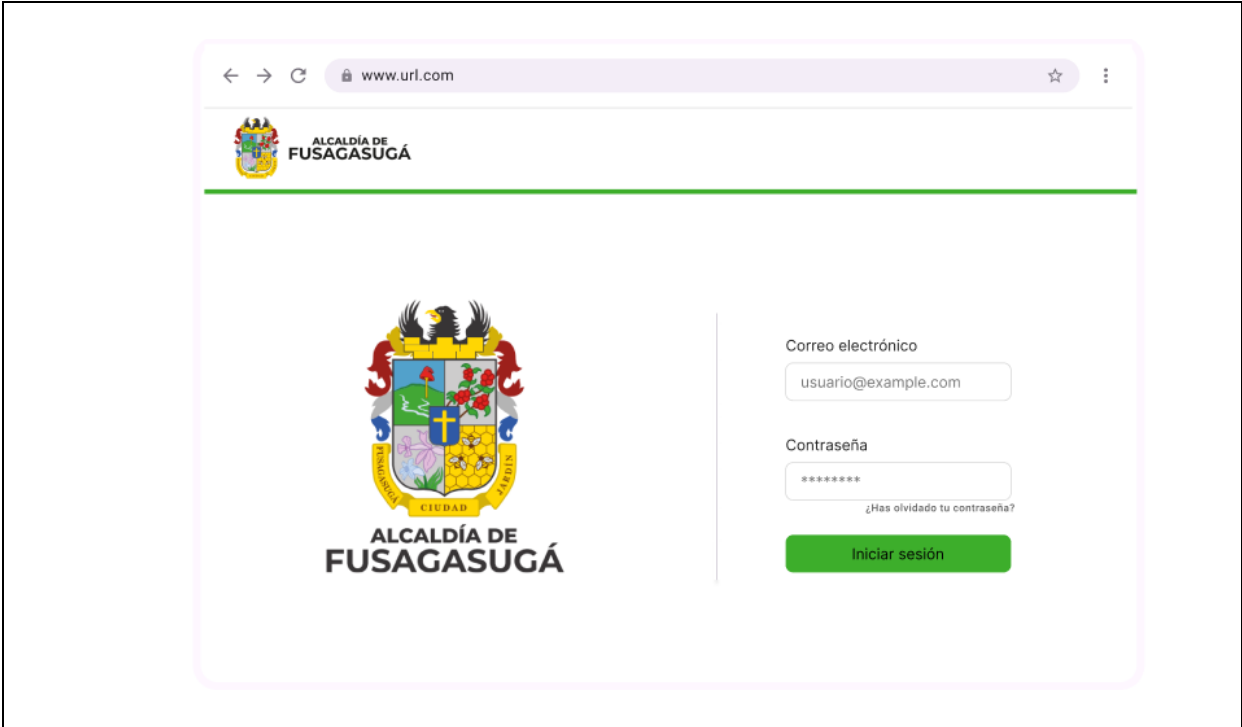 www.url.com
ALCALDÍA DE
FUSAGASUGÁ
Correo electrónico
usuario@example.com
Contraseña
********
¿Has olvidado tu contraseña?
Iniciar sesión
FUSAGASUGÁ
CIUDAD
JARDÍN
ALCALDÍA DE
FUSAGASUGÁ